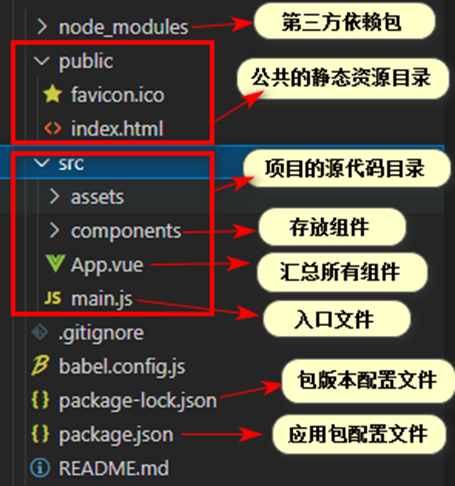 node_modules 第三方依赖包
public
公共的静态资源目录
favicon.ico
index.html
src 项目的源代码目录
assets
components 存放组件
App.vue 汇总所有组件
JS main.js 入口文件
.gitignore
babel.config.js
包版本配置文件
{} package-lock.json
{} package.json 应用包配置文件
README.md